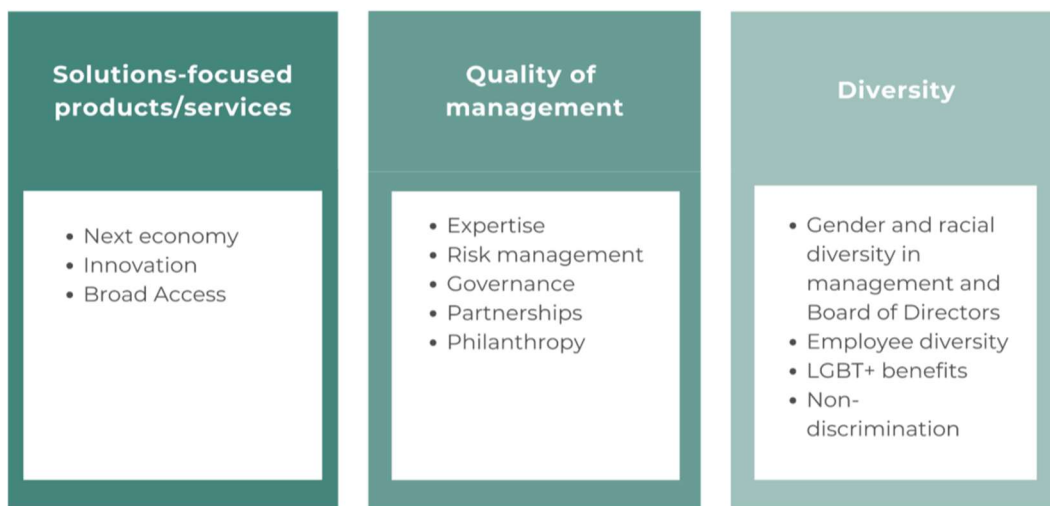 Solutions-focused
products/services
• Next economy
• Innovation
• Broad Access
Quality of
management
• Expertise
• Risk management
• Governance
• Partnerships
• Philanthropy
Diversity
• Gender and racial
diversity in
management and
Board of Directors
• Employee diversity
• LGBT+ benefits
• Non-
discrimination